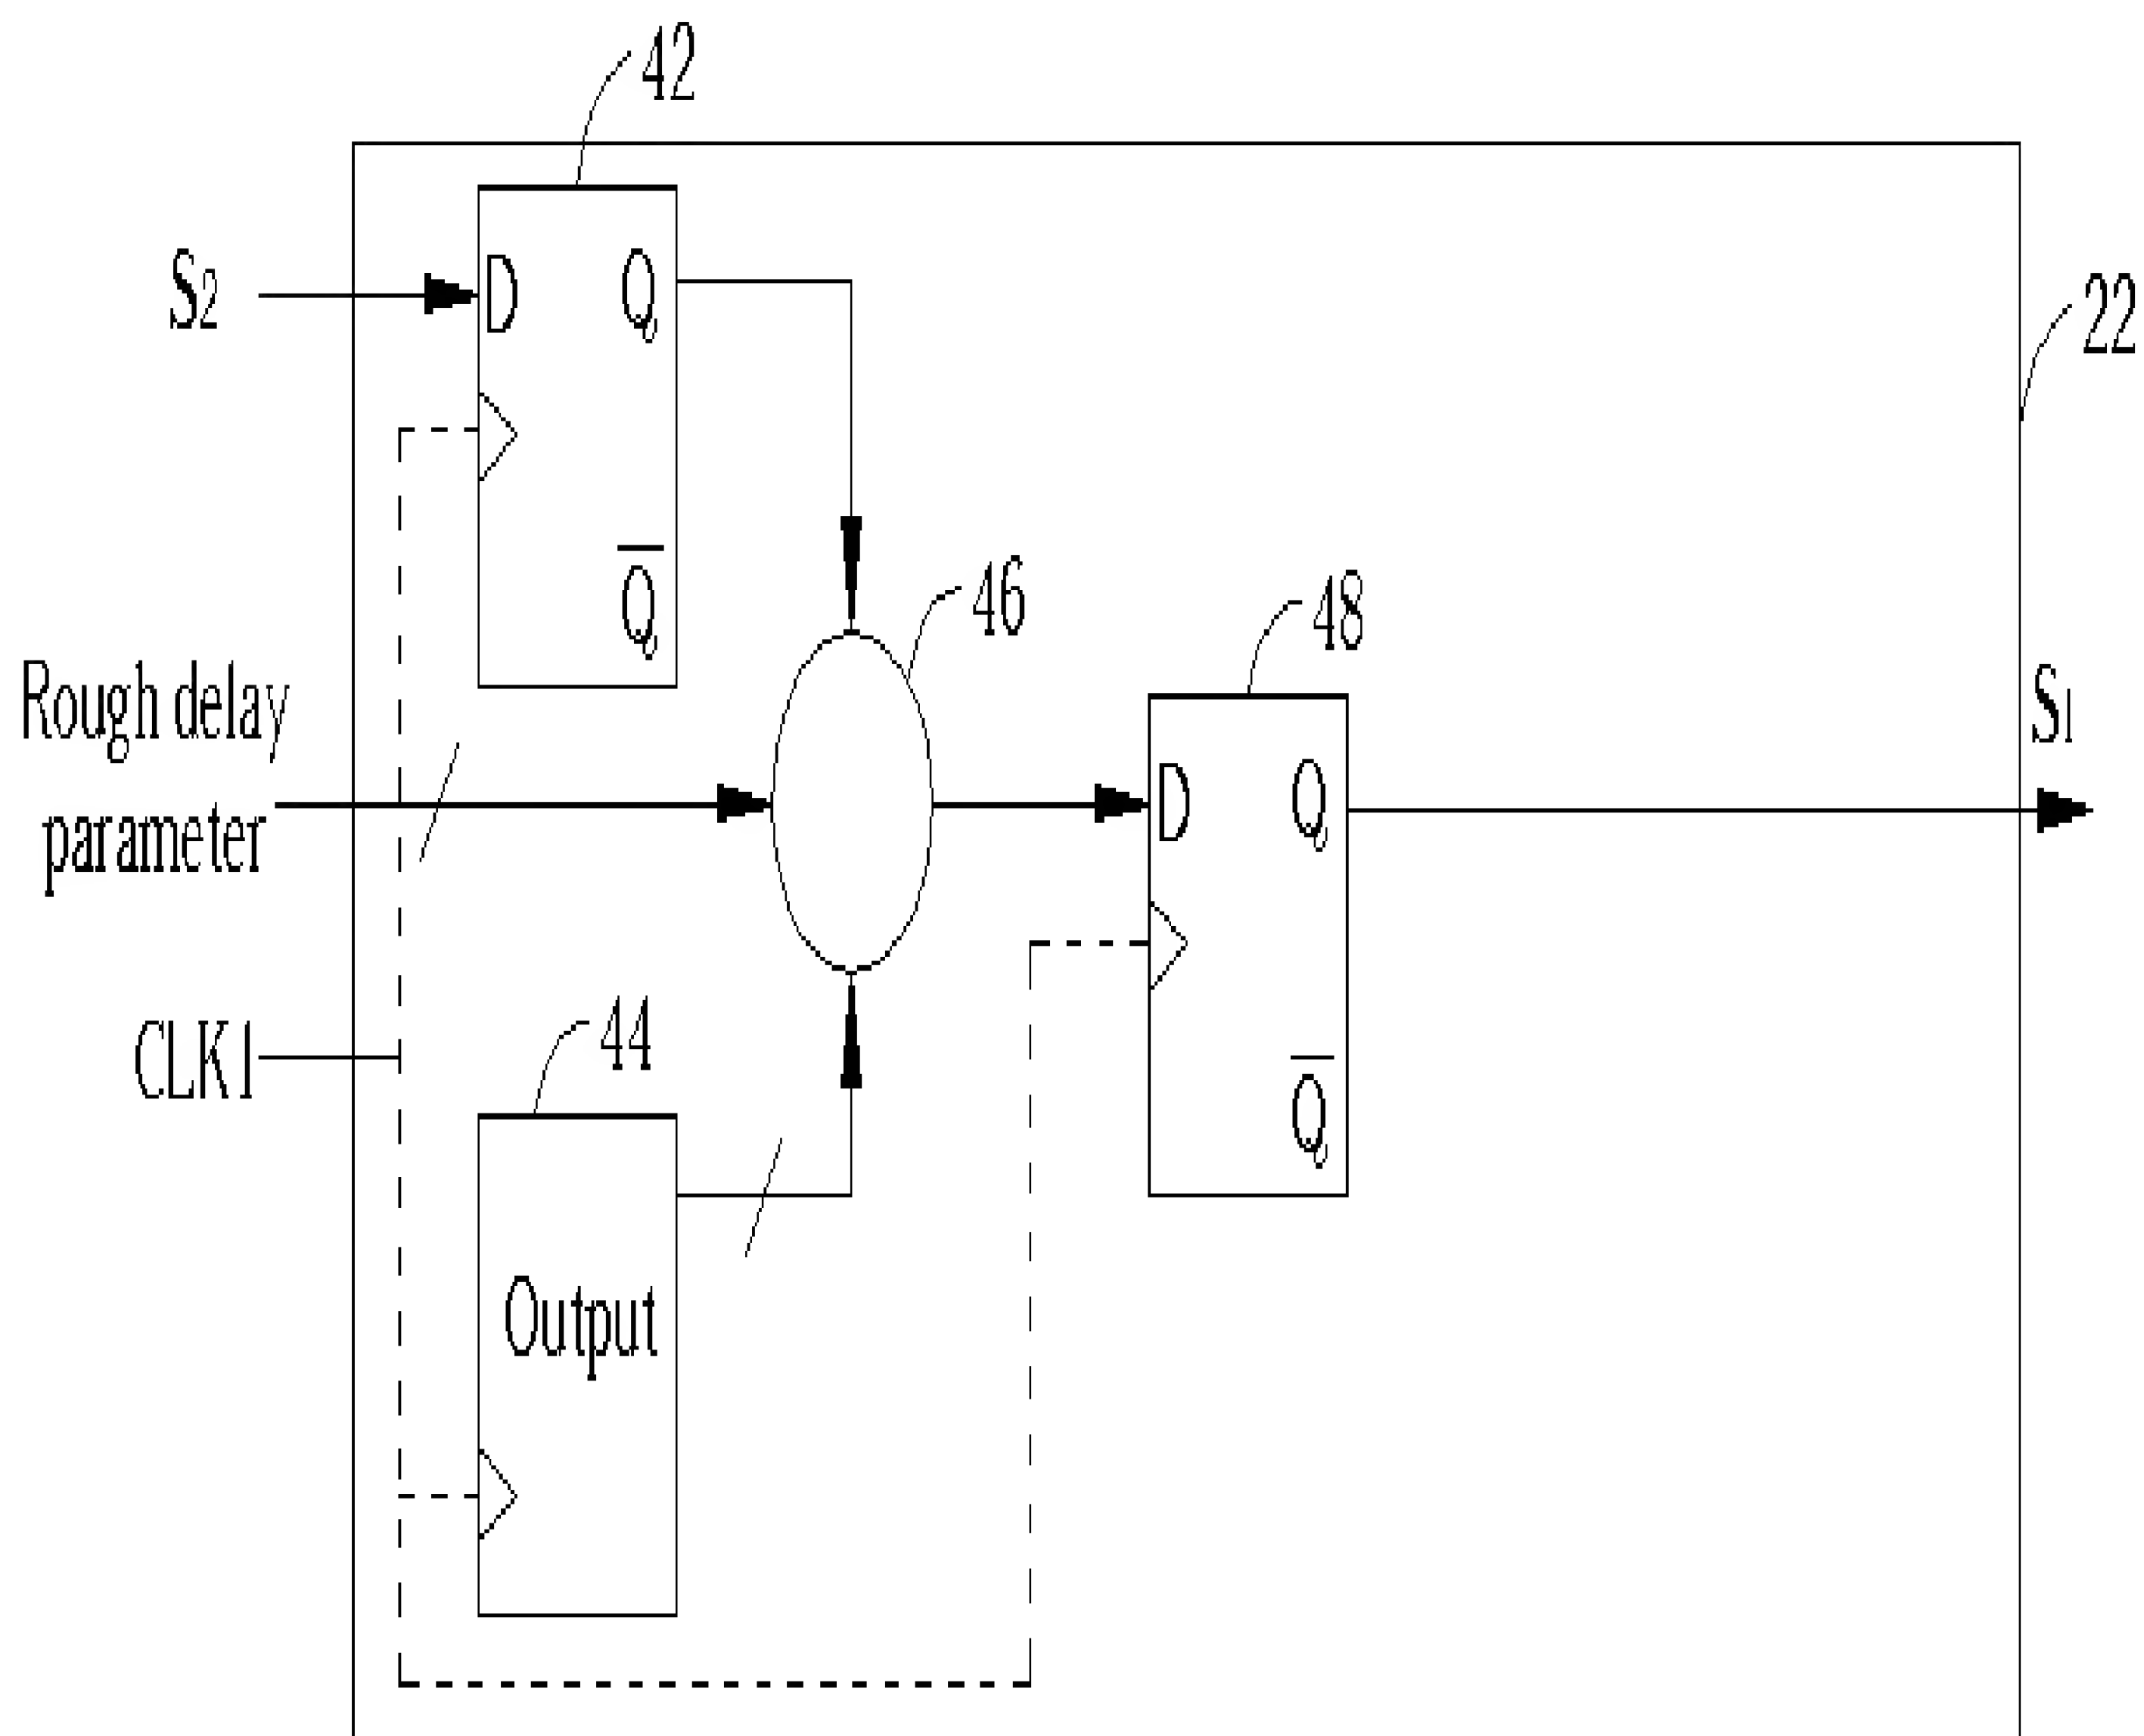 42
S2
D Q
22
Q
46
48
Rough delay
parameter
S1
D Q
44
CLK1
Q
Output